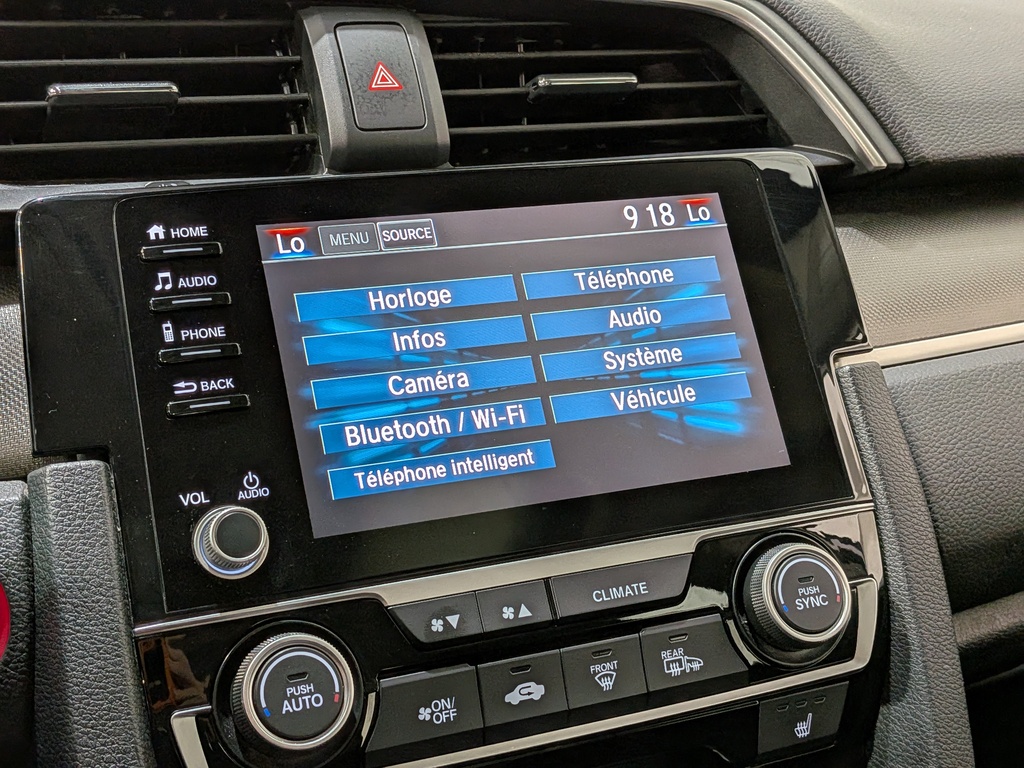 HOME
AUDIO
PHONE
BACK
VOL
AUDIO
Lo
MENU
SOURCE
9 18
Lo
Horloge
Téléphone
Infos
Audio
Caméra
Système
Bluetooth / Wi-Fi
Véhicule
Téléphone intelligent
CLIMATE
PUSH
SYNC
PUSH
AUTO
ON/
OFF
FRONT
REAR